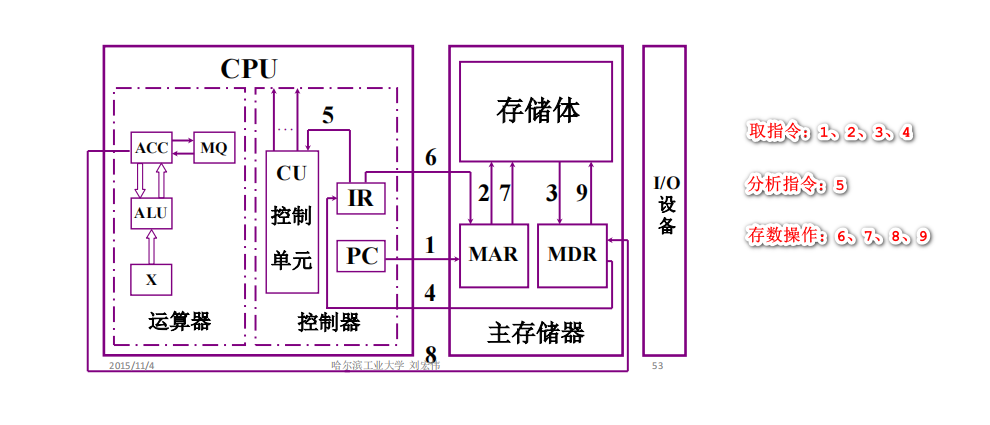 CPU
ACC
MQ
ALU
X
运算器
...
CU
控制
单元
5
IR
PC
控制器
6
1
4
8
存储体
2
7
3
9
MAR
MDR
主存储器
I/O
设
备
取指令：1、2、3、4
分析指令：5
存数操作：6、7、8、9
2015/11/4
哈尔滨工业大学 刘宏伟
53